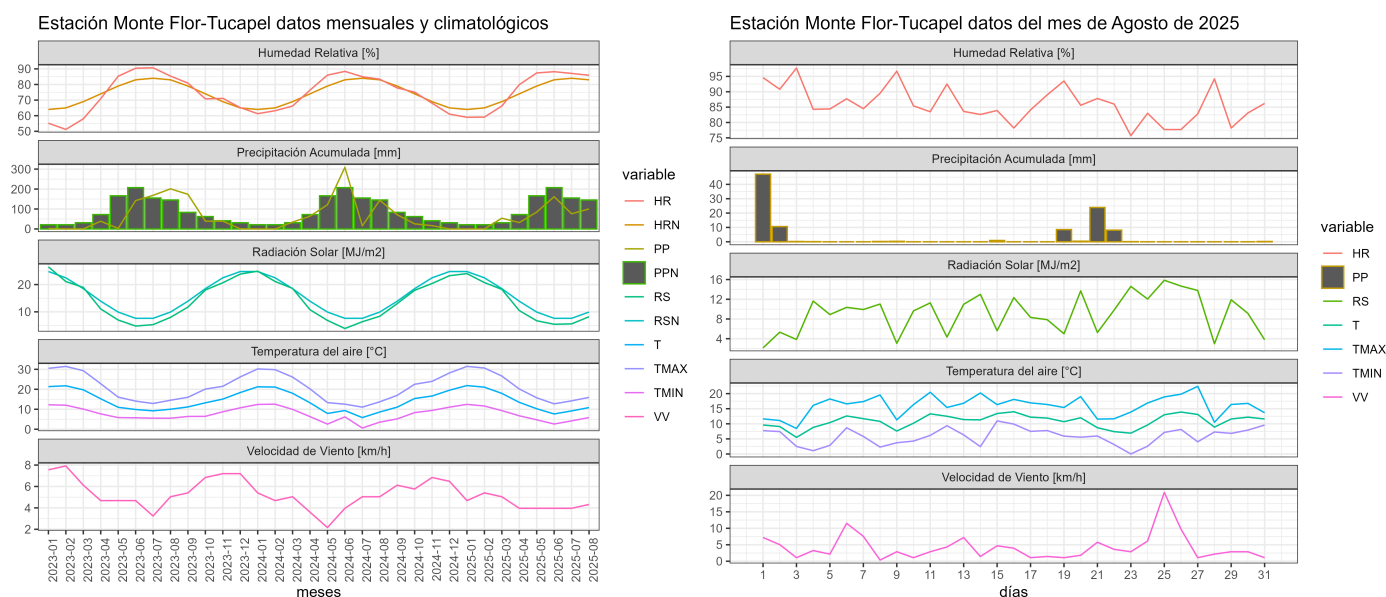 Estación Monte Flor-Tucapel datos mensuales y climatológicos
Humedad Relativa [%]
90
80
70
60
50
Precipitación Acumulada [mm]
300
200
100
0
Radiación Solar [MJ/m2]
20
10
Temperatura del aire [°C]
30
20
10
0
Velocidad de Viento [km/h]
8
6
4
2
2023-01
2023-02
2023-03
2023-04
2023-05
2023-06
2023-07
2023-08
2023-09
2023-10
2023-11
2023-12
2024-01
2024-02
2024-03
2024-04
2024-05
2024-06
2024-07
2024-08
2024-09
2024-10
2024-11
2024-12
2025-01
2025-02
2025-03
2025-04
2025-05
2025-06
2025-07
2025-08
meses
variable
HR
HRN
PP
PPN
RS
RSN
T
TMAX
TMIN
VV
Estación Monte Flor-Tucapel datos del mes de Agosto de 2025
Humedad Relativa [%]
95
90
85
80
75
Precipitación Acumulada [mm]
40
30
20
10
0
Radiación Solar [MJ/m2]
16
12
8
4
Temperatura del aire [°C]
20
15
10
5
0
Velocidad de Viento [km/h]
20
15
10
5
0
1 3 5 7 9 11 13 15 17 19 21 23 25 27 29 31
días
variable
HR
PP
RS
T
TMAX
TMIN
VV